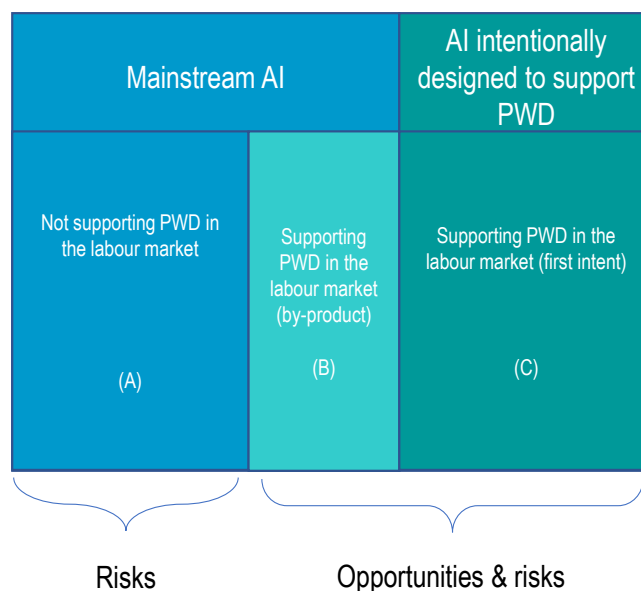 Mainstream AI
AI intentionally
designed to support
PWD
Not supporting PWD in
the labour market
(A)
Supporting
PWD in the
labour market
(by-product)
(B)
Supporting PWD in the
labour market (first intent)
(C)
Risks
Opportunities & risks